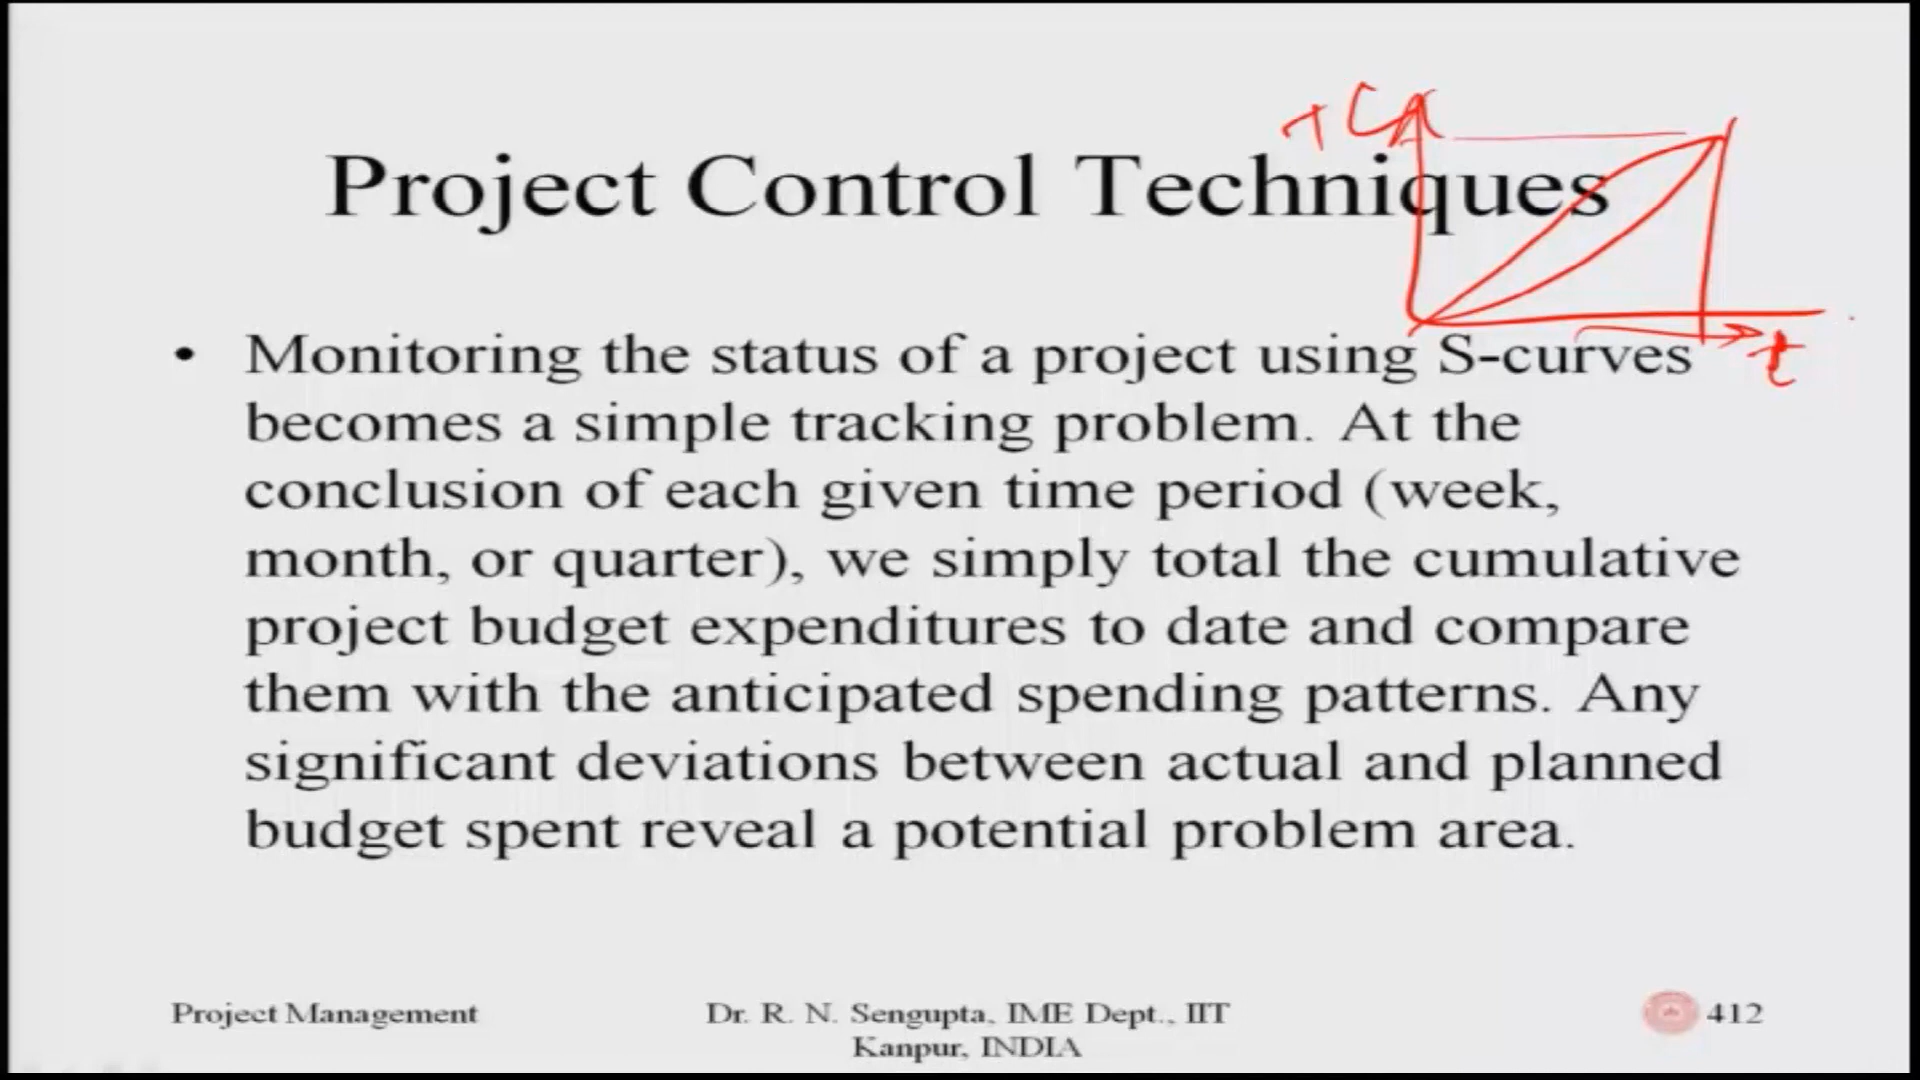 Project Control Techniques
• Monitoring the status of a project using S-curves
becomes a simple tracking problem. At the
conclusion of each given time period (week,
month, or quarter), we simply total the cumulative
project budget expenditures to date and compare
them with the anticipated spending patterns. Any
significant deviations between actual and planned
budget spent reveal a potential problem area.
t
Project Management
Dr. R. N. Sengupta, IME Dept., IIT
Kanpur, INDIA
412